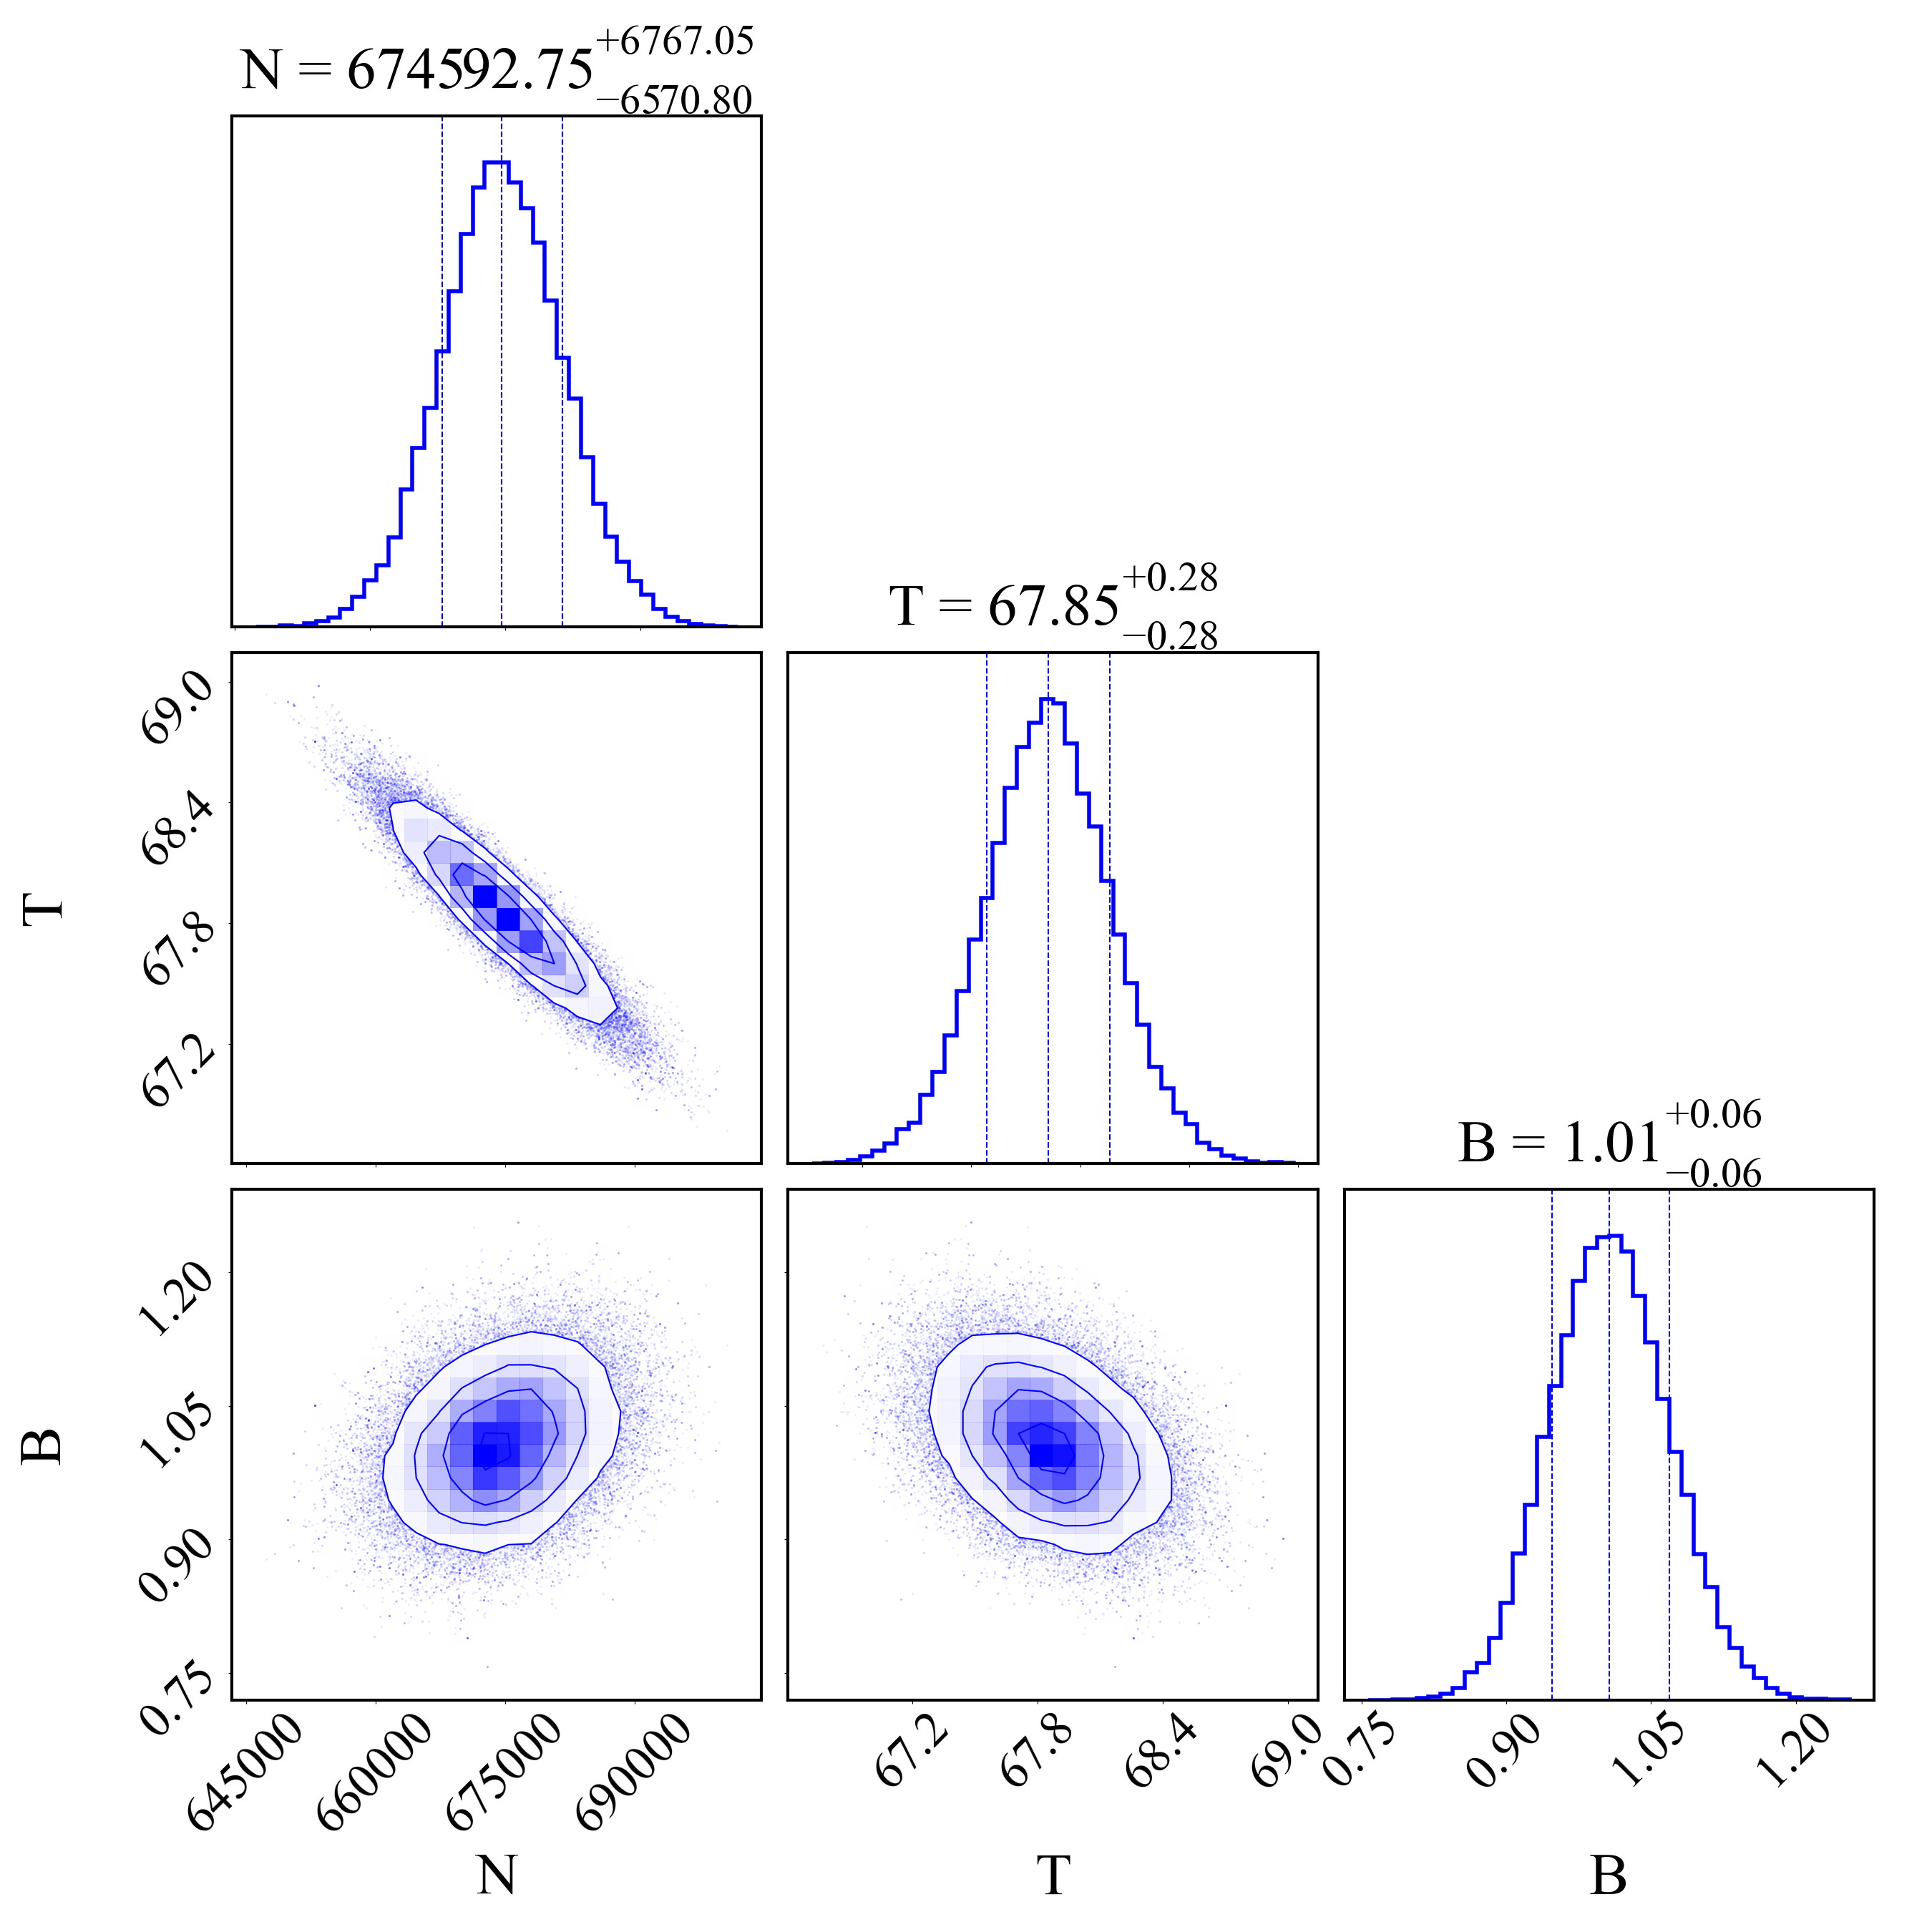 N = 674592.75 +6767.05 −6570.80
T = 67.85 +0.28 −0.28
69.0
68.4
67.8
67.2
T
B = 1.01 +0.06 −0.06
1.20
1.05
0.90
0.75
B
645000 660000 675000 690000
67.2 67.8 68.4 69.0
0.75 0.90 1.05 1.20
N T B